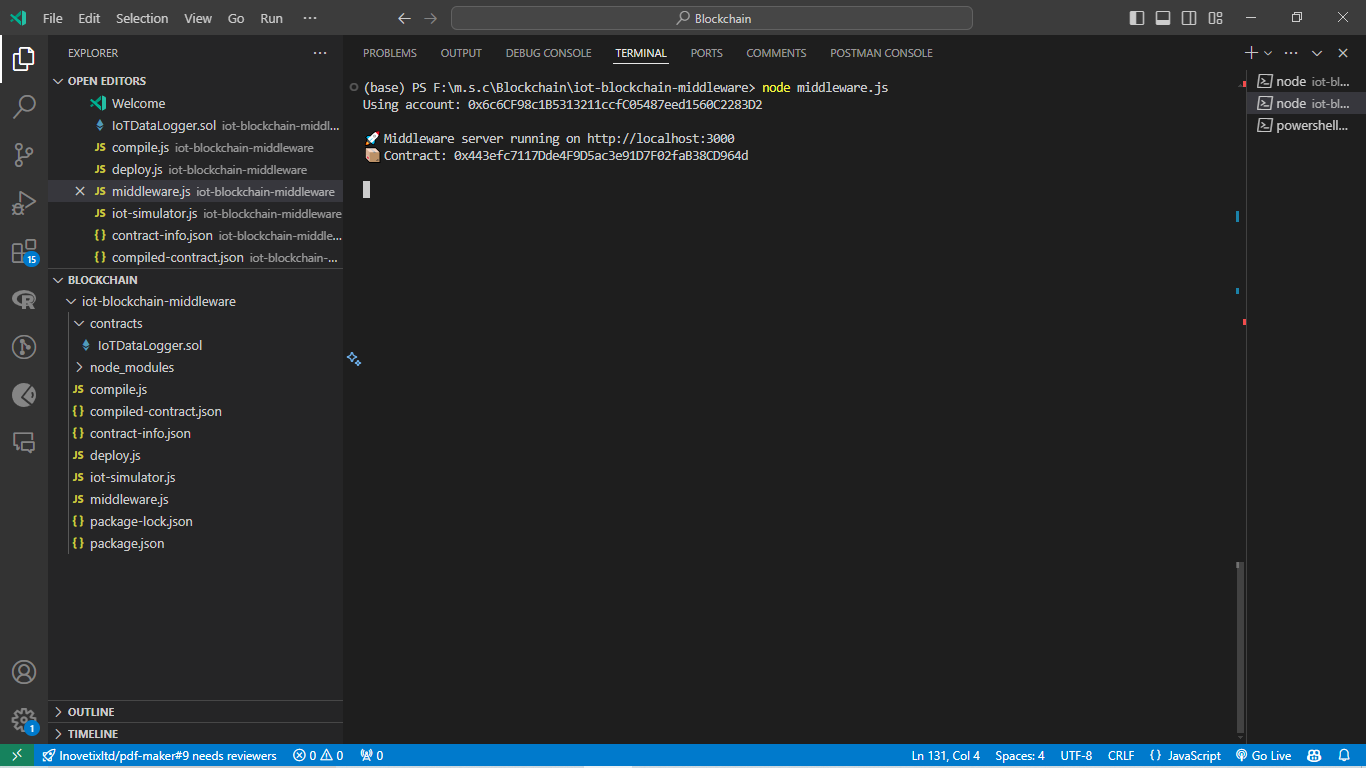 File Edit Selection View Go Run ···
Blockchain
EXPLORER ···
OPEN EDITORS
Welcome
IoTDataLogger.sol iot-blockchain-middl...
JS compile.js iot-blockchain-middleware
JS deploy.js iot-blockchain-middleware
JS middleware.js iot-blockchain-middleware
JS iot-simulator.js iot-blockchain-middleware
{} contract-info.json iot-blockchain-middle...
{} compiled-contract.json iot-blockchain-...
BLOCKCHAIN
iot-blockchain-middleware
contracts
IoTDataLogger.sol
node_modules
JS compile.js
{} compiled-contract.json
{} contract-info.json
JS deploy.js
JS iot-simulator.js
JS middleware.js
{} package-lock.json
{} package.json
OUTLINE
TIMELINE
15
R
1
PROBLEMS OUTPUT DEBUG CONSOLE TERMINAL PORTS COMMENTS POSTMAN CONSOLE
(base) PS F:\m.s.c\Blockchain\iot-blockchain-middleware> node middleware.js
Using account: 0x6c6CF98c1B5313211ccfC05487eed1560C2283D2
🚀 Middleware server running on http://localhost:3000
📦 Contract: 0x443efc7117Dde4F9D5ac3e91D7F02faB38CD964d
node iot-bl...
node iot-bl...
powershell...
Inovetixltd/pdf-maker#9 needs reviewers 0 0 0 Ln 131, Col 4 Spaces: 4 UTF-8 CRLF {} JavaScript Go Live